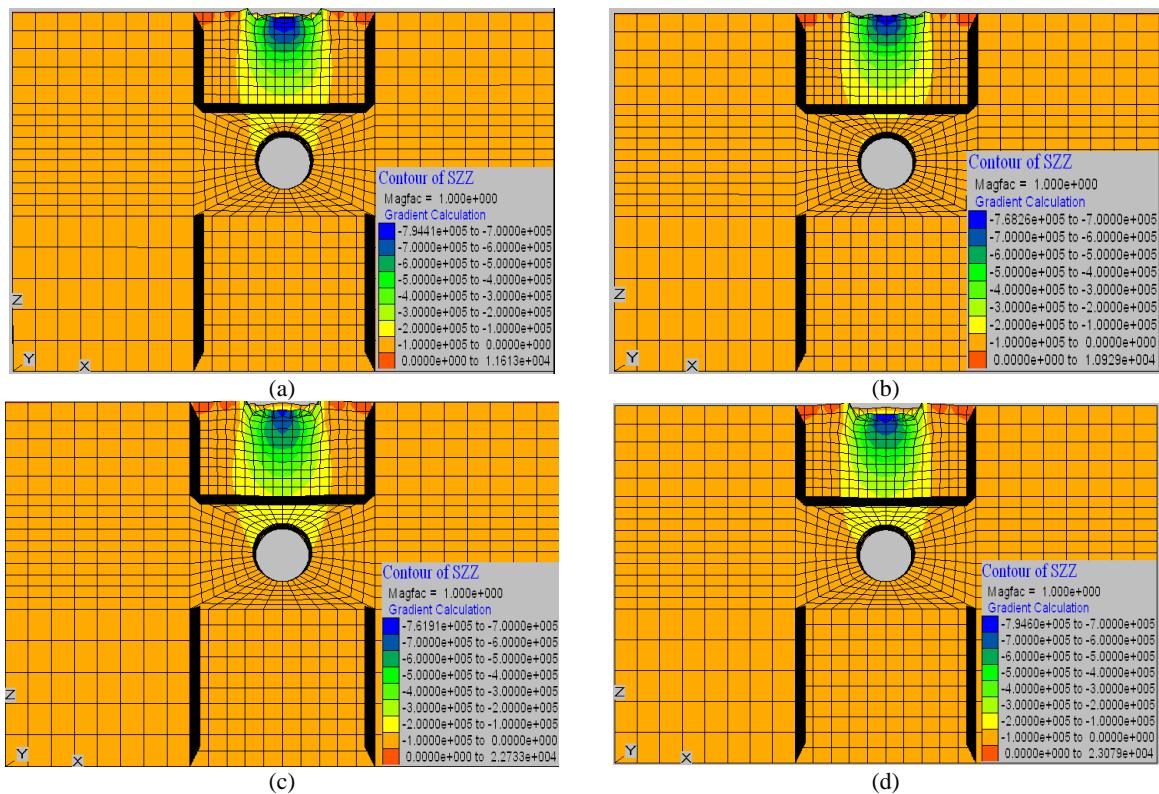 Contour of SZZ
Magfac = 1.000e+000
Gradient Calculation
-7.9441e+005 to -7.0000e+005
-7.0000e+005 to -6.0000e+005
-6.0000e+005 to -5.0000e+005
-5.0000e+005 to -4.0000e+005
-4.0000e+005 to -3.0000e+005
-3.0000e+005 to -2.0000e+005
-2.0000e+005 to -1.0000e+005
-1.0000e+005 to 0.0000e+000
0.0000e+000 to 1.1613e+004
Z
Y
X
(a)
Contour of SZZ
Magfac = 1.000e+000
Gradient Calculation
-7.6826e+005 to -7.0000e+005
-7.0000e+005 to -6.0000e+005
-6.0000e+005 to -5.0000e+005
-5.0000e+005 to -4.0000e+005
-4.0000e+005 to -3.0000e+005
-3.0000e+005 to -2.0000e+005
-2.0000e+005 to -1.0000e+005
-1.0000e+005 to 0.0000e+000
0.0000e+000 to 1.0929e+004
Z
Y
X
(b)
Contour of SZZ
Magfac = 1.000e+000
Gradient Calculation
-7.6191e+005 to -7.0000e+005
-7.0000e+005 to -6.0000e+005
-6.0000e+005 to -5.0000e+005
-5.0000e+005 to -4.0000e+005
-4.0000e+005 to -3.0000e+005
-3.0000e+005 to -2.0000e+005
-2.0000e+005 to -1.0000e+005
-1.0000e+005 to 0.0000e+000
0.0000e+000 to 2.2733e+004
Z
Y
X
(c)
Contour of SZZ
Magfac = 1.000e+000
Gradient Calculation
-7.9460e+005 to -7.0000e+005
-7.0000e+005 to -6.0000e+005
-6.0000e+005 to -5.0000e+005
-5.0000e+005 to -4.0000e+005
-4.0000e+005 to -3.0000e+005
-3.0000e+005 to -2.0000e+005
-2.0000e+005 to -1.0000e+005
-1.0000e+005 to 0.0000e+000
0.0000e+000 to 2.3079e+004
Z
Y
X
(d)